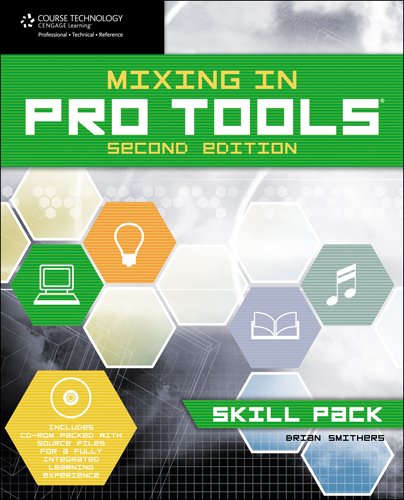 COURSE TECHNOLOGY
CENGAGE Learning™
Professional • Technical • Reference
MIXING IN
PRO TOOLS®
SECOND EDITION
SKILL PACK
BRIAN SMITHERS
INCLUDES
CD-ROM PACKED WITH
SOURCE FILES
FOR A FULLY
INTEGRATED
LEARNING
EXPERIENCE